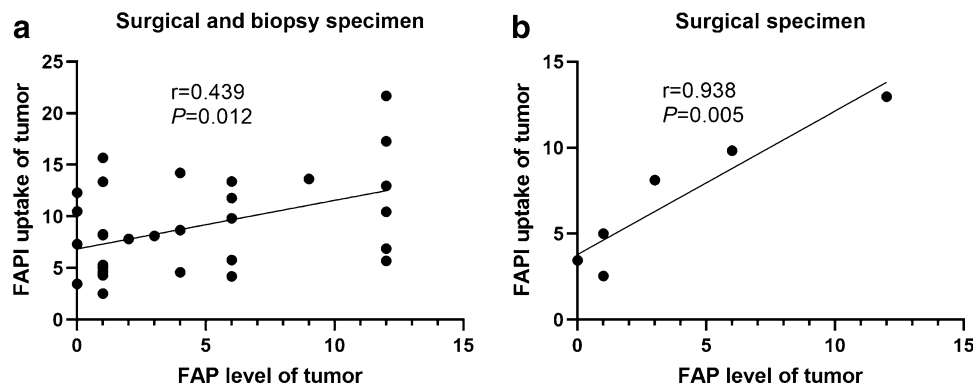 a
Surgical and biopsy specimen
r=0.439
P=0.012
FAPI uptake of tumor
25
20
15
10
5
0
0 5 10 15
FAP level of tumor
b
Surgical specimen
r=0.938
P=0.005
FAPI uptake of tumor
15
10
5
0
0 5 10 15
FAP level of tumor